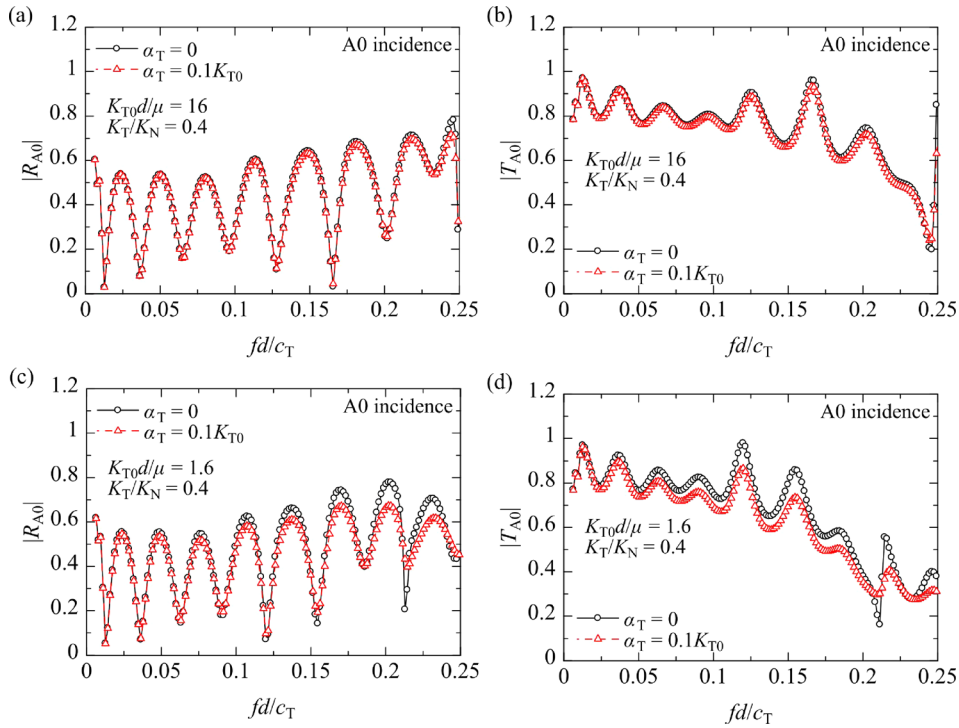 (a)
1.2
1
0.8
0.6
0.4
0.2
0
|R_A0|
α_T = 0
α_T = 0.1K_T0
K_T0d/μ = 16
K_T/K_N = 0.4
A0 incidence
0 0.05 0.1 0.15 0.2 0.25
fd/c_T
(b)
1.2
1
0.8
0.6
0.4
0.2
0
|T_A0|
A0 incidence
K_T0d/μ = 16
K_T/K_N = 0.4
α_T = 0
α_T = 0.1K_T0
0 0.05 0.1 0.15 0.2 0.25
fd/c_T
(c)
1.2
1
0.8
0.6
0.4
0.2
0
|R_A0|
α_T = 0
α_T = 0.1K_T0
K_T0d/μ = 1.6
K_T/K_N = 0.4
A0 incidence
0 0.05 0.1 0.15 0.2 0.25
fd/c_T
(d)
1.2
1
0.8
0.6
0.4
0.2
0
|T_A0|
A0 incidence
K_T0d/μ = 1.6
K_T/K_N = 0.4
α_T = 0
α_T = 0.1K_T0
0 0.05 0.1 0.15 0.2 0.25
fd/c_T